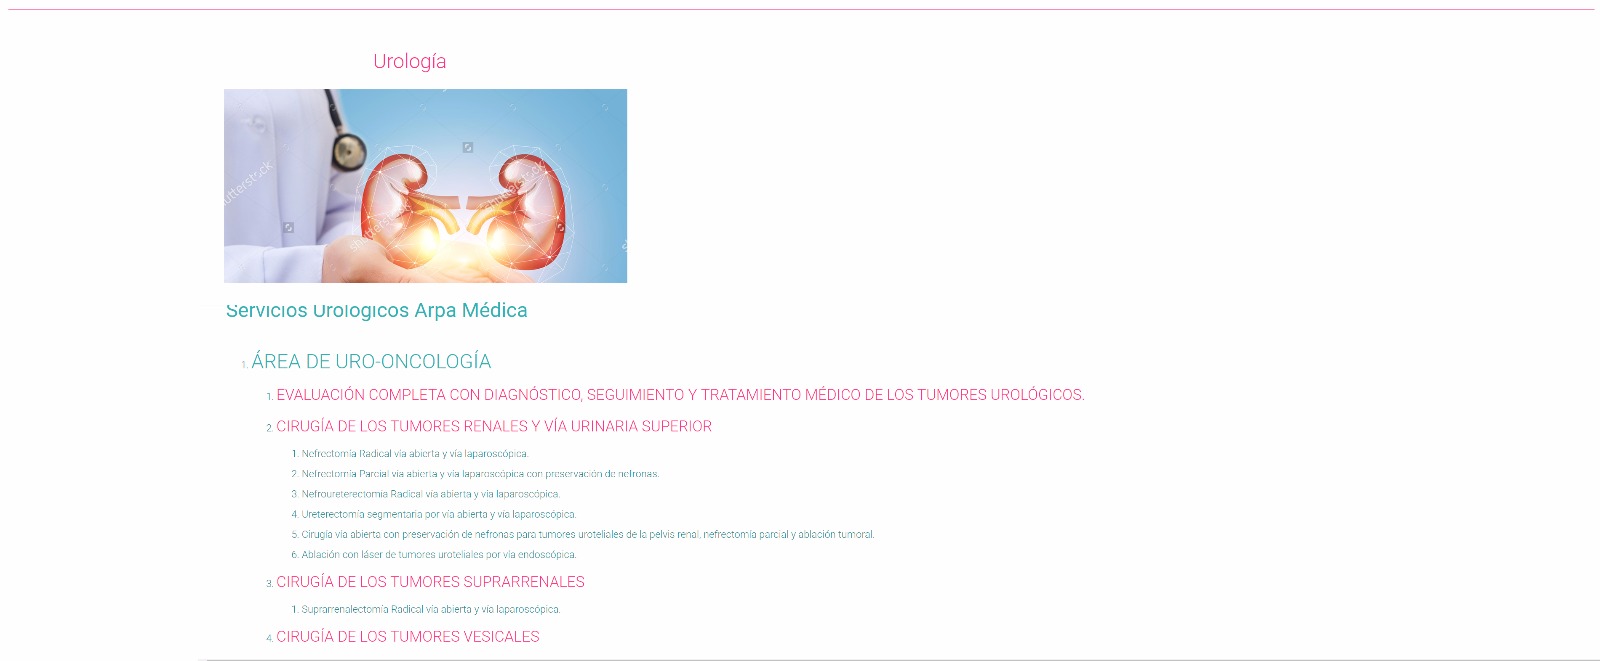 Urología
shutterstock
shutterstock
shutterstock
Servicios Urológicos Arpa Médica
1. ÁREA DE URO-ONCOLOGÍA
1. EVALUACIÓN COMPLETA CON DIAGNÓSTICO, SEGUIMIENTO Y TRATAMIENTO MÉDICO DE LOS TUMORES UROLÓGICOS.
2. CIRUGÍA DE LOS TUMORES RENALES Y VÍA URINARIA SUPERIOR
1. Nefrectomía Radical vía abierta y vía laparoscópica.
2. Nefrectomía Parcial vía abierta y vía laparoscópica con preservación de nefronas.
3. Nefroureterectomía Radical vía abierta y vía laparoscópica.
4. Ureterectomía segmentaria por vía abierta y vía laparoscópica.
5. Cirugía vía abierta con preservación de nefronas para tumores uroteliales de la pelvis renal, nefrectomía parcial y ablación tumoral.
6. Ablación con láser de tumores uroteliales por vía endoscópica.
3. CIRUGÍA DE LOS TUMORES SUPRARRENALES
1. Suprarrenalectomía Radical vía abierta y vía laparoscópica.
4. CIRUGÍA DE LOS TUMORES VESICALES